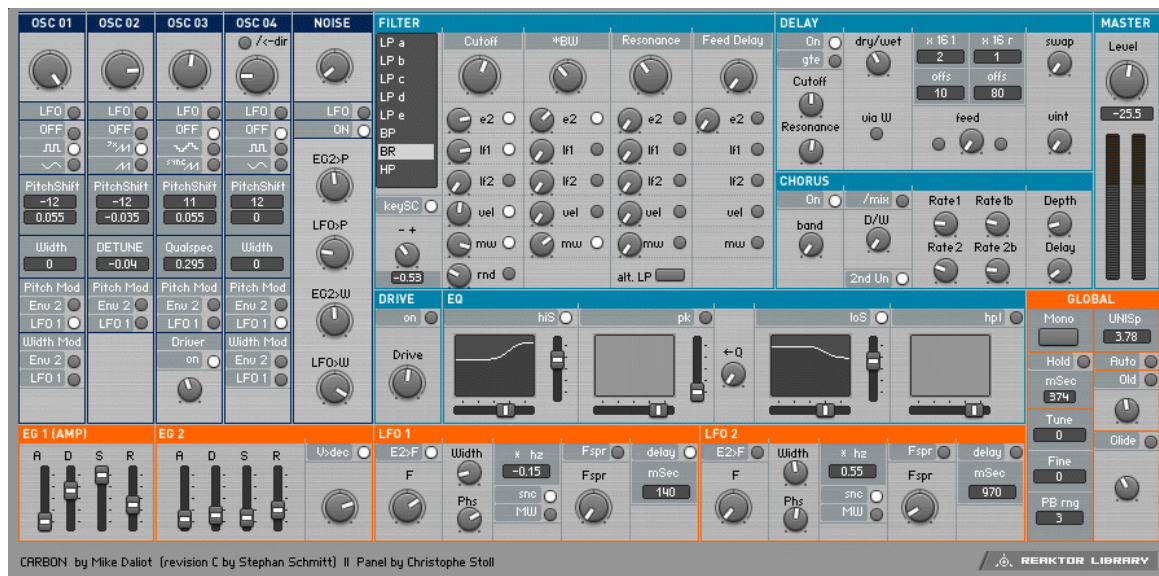 OSC 01 OSC 02 OSC 03 OSC 04 NOISE FILTER DELAY MASTER
/<-dir
LFO LFO LFO LFO LFO
OFF OFF OFF OFF ON
sync
PitchShift PitchShift PitchShift PitchShift
-12 -12 11 12
0.055 -0.035 0.055 0
Width DETUNE Qualspec Width
0 -0.04 0.295 0
Pitch Mod Pitch Mod Pitch Mod Pitch Mod
Env 2 Env 2 Env 2 Env 2
LFO 1 LFO 1 LFO 1 LFO 1
Width Mod Driver Width Mod
Env 2 on Env 2
LFO 1 LFO 1
EG2>P
LFO>P
EG2>W
LFO>W
LP a
LP b
LP c
LP d
LP e
BP
BR
HP
keySC
- +
-0.53
Cutoff *BW Resonance Feed Delay
e2 e2 e2 e2
lf1 lf1 lf1 lf1
lf2 lf2 lf2 lf2
vel vel vel vel
mw mw mw mw
rnd alt. LP
On dry/wet x 16 l x 16 r swap
gte 2 1
offs offs
10 80
Cutoff
Resonance via W feed vint
Level
-25.5
CHORUS
On /mix Rate1 Rate1b Depth
band D/W
Rate2 Rate 2b Delay
2nd Un
DRIVE EQ
on hiS pk loS hpl
Drive
←Q
GLOBAL
Mono UNISp
3.78
Hold Auto
mSec Old
374
Tune
0
Glide
Fine
0
PB rng
3
EG 1 (AMP) EG 2 LFO 1 LFO 2
A D S R A D S R V>dec
E2>F Width * hz Fspr delay
-0.15
F Fspr mSec
140
snc
Phs MW
E2>F Width * hz Fspr delay
0.55
F Fspr mSec
970
snc
Phs MW
CARBON by Mike Daliot (revision C by Stephan Schmitt) II Panel by Christophe Stoll
REAKTOR LIBRARY